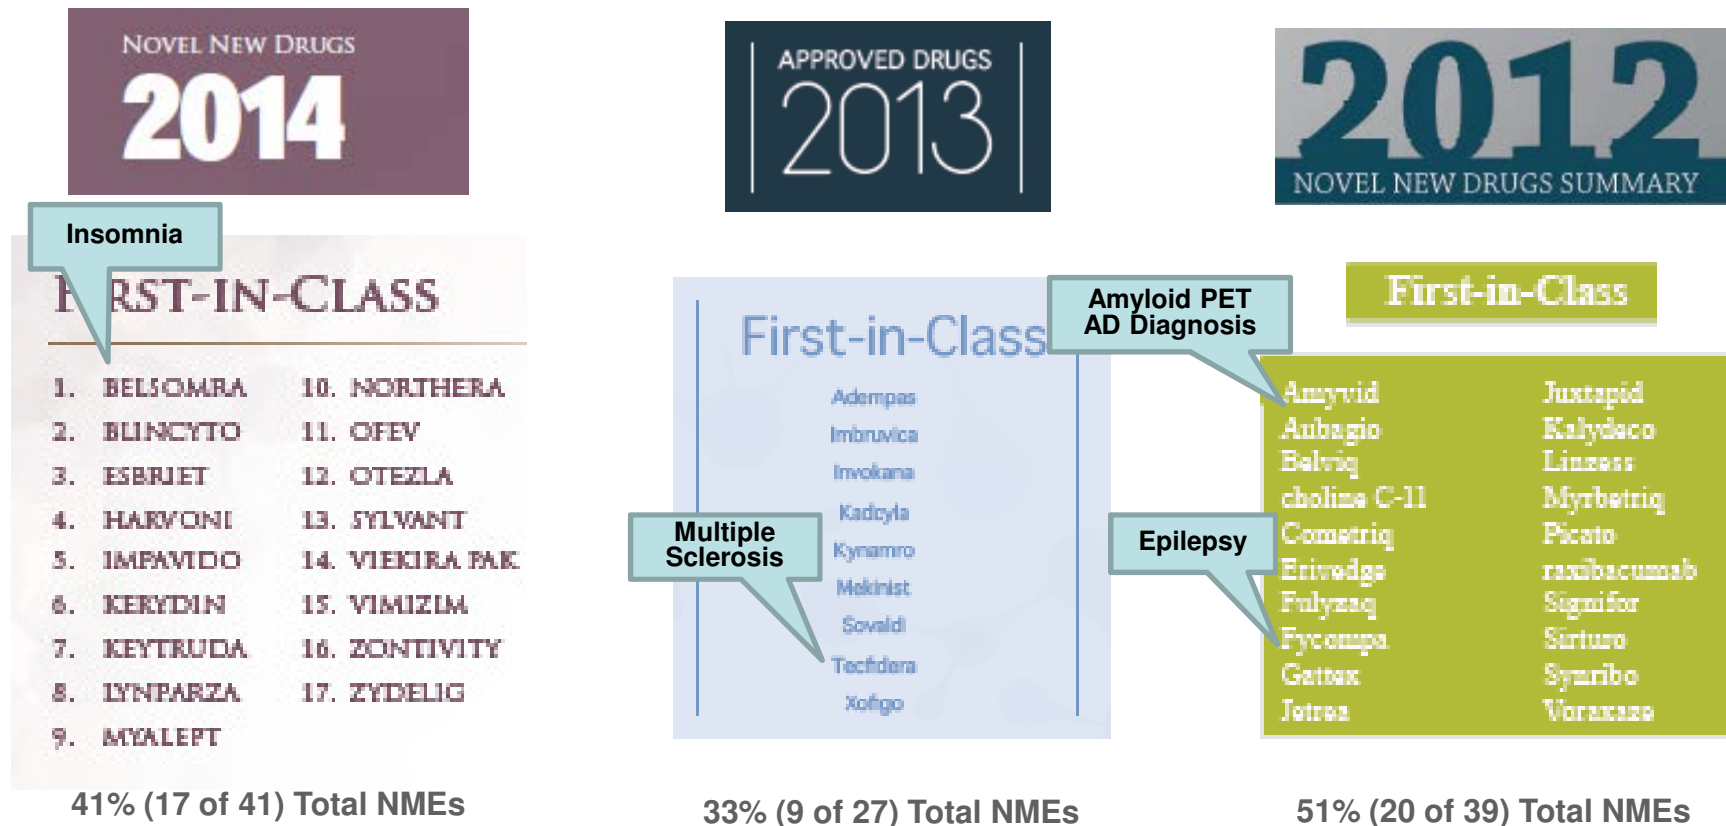 NOVEL NEW DRUGS
2014
Insomnia
FIRST-IN-CLASS
1. BELSOMRA
2. BLINCYTO
3. ESBRIET
4. HARVONI
5. IMPAVIDO
6. KERYDIN
7. KEYTRUDA
8. LYNPARZA
9. MYALEPT
10. NORTHERA
11. OFEV
12. OTEZLA
13. SYLVANT
14. VIEKIRA PAK
15. VIMIZIM
16. ZONTIVITY
17. ZYDELIG
41% (17 of 41) Total NMEs
APPROVED DRUGS
2013
First-in-Class
Adempas
Imbruvica
Invokana
Kadcyla
Kynamro
Mekinist
Sovaldi
Tecfidera
Xofigo
Multiple
Sclerosis
33% (9 of 27) Total NMEs
2012
NOVEL NEW DRUGS SUMMARY
Amyloid PET
AD Diagnosis
First-in-Class
Amyvid
Aubagio
Belviq
choline C-11
Cometriq
Erivedge
Fulyzaq
Fycompa
Gattex
Jetrea
Juxtapid
Kalydeco
Linzess
Myrbetriq
Picato
raxibacumab
Signifor
Sirturo
Synribo
Voraxaze
Epilepsy
51% (20 of 39) Total NMEs